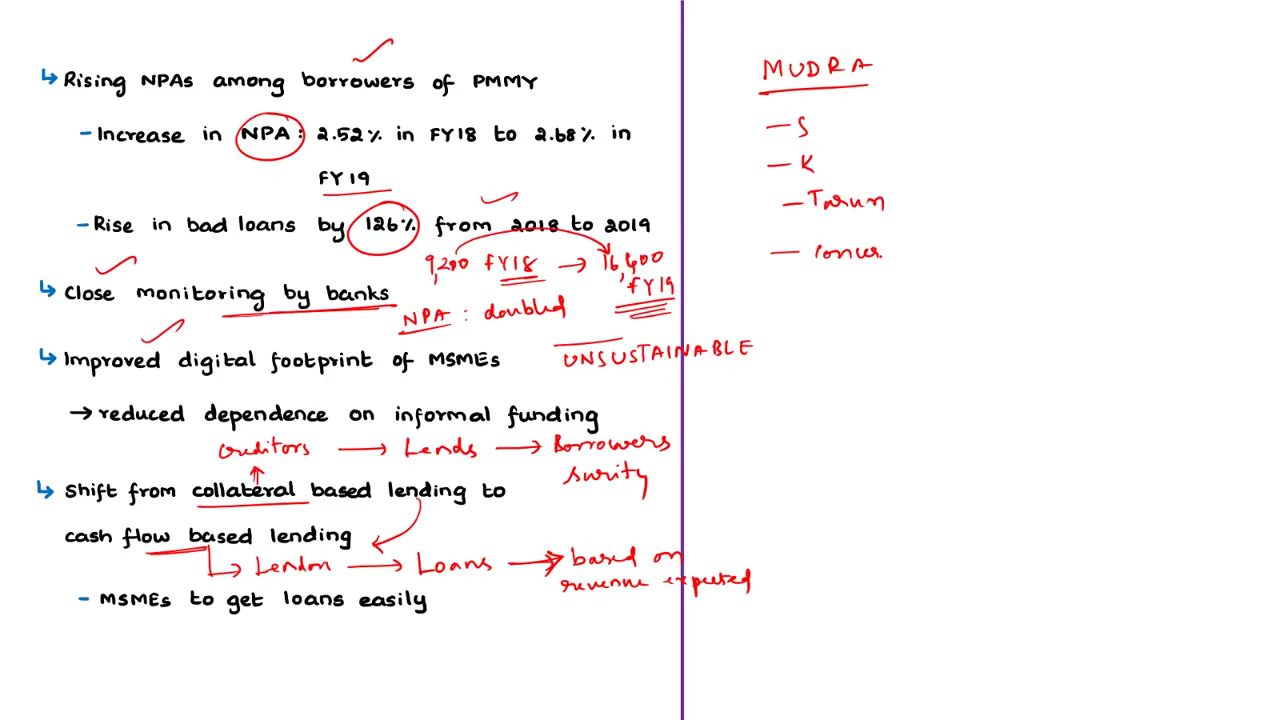 ↳ Rising NPAs among borrowers of PMMY
– Increase in NPA: 2.52% in FY18 to 2.68% in
FY19
– Rise in bad loans by 126% from 2018 to 2019
9,200 FY18 → 16,400
FY19
↳ Close monitoring by banks
NPA : doubled
↳ Improved digital footprint of MSMEs
UNSUSTAINABLE
→ reduced dependence on informal funding
creditors → Lends → Borrowers
surity
↳ Shift from collateral based lending to
cash flow based lending
→ Lendon → Loans → based on
revenue expected
– MSMEs to get loans easily
MUDRA
– S
– K
– Tarun